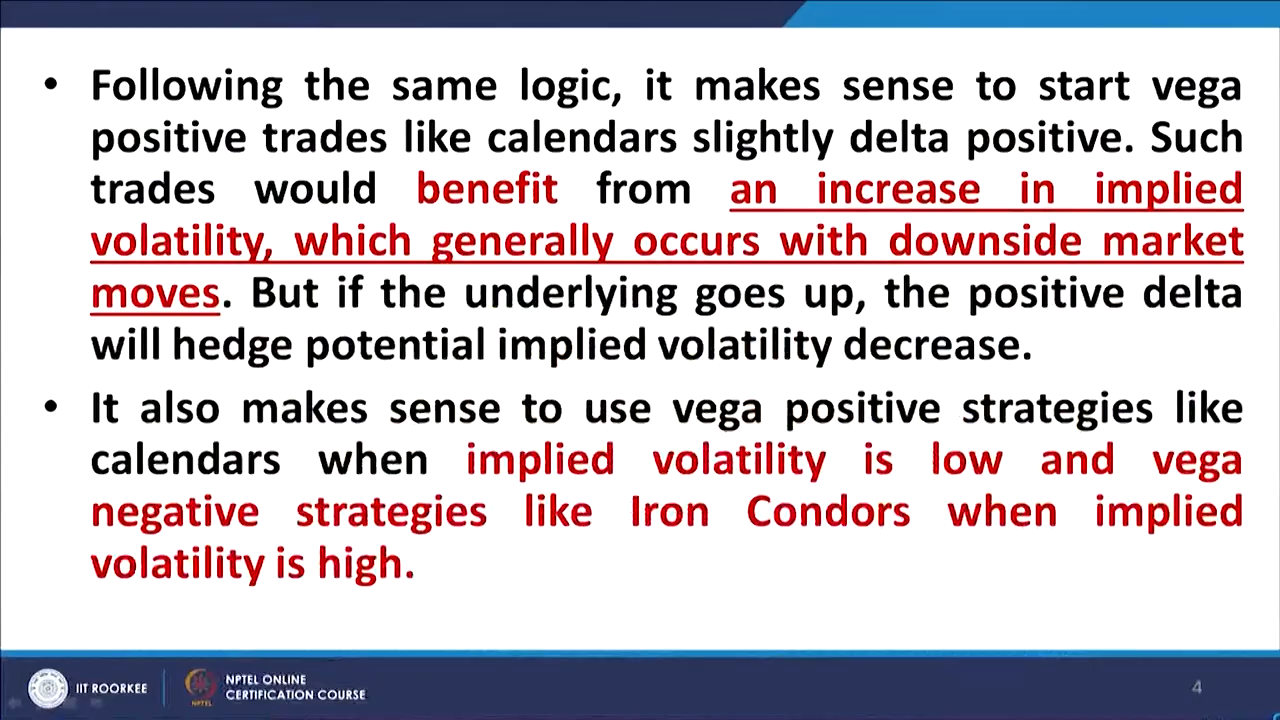 • Following the same logic, it makes sense to start vega
positive trades like calendars slightly delta positive. Such
trades would benefit from an increase in implied
volatility, which generally occurs with downside market
moves. But if the underlying goes up, the positive delta
will hedge potential implied volatility decrease.
• It also makes sense to use vega positive strategies like
calendars when implied volatility is low and vega
negative strategies like Iron Condors when implied
volatility is high.
IIT ROORKEE
NPTEL
NPTEL ONLINE
CERTIFICATION COURSE
4